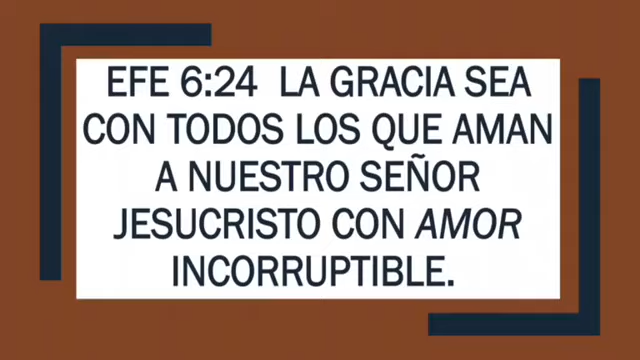 EFE 6:24 LA GRACIA SEA
CON TODOS LOS QUE AMAN
A NUESTRO SEÑOR
JESUCRISTO CON AMOR
INCORRUPTIBLE.